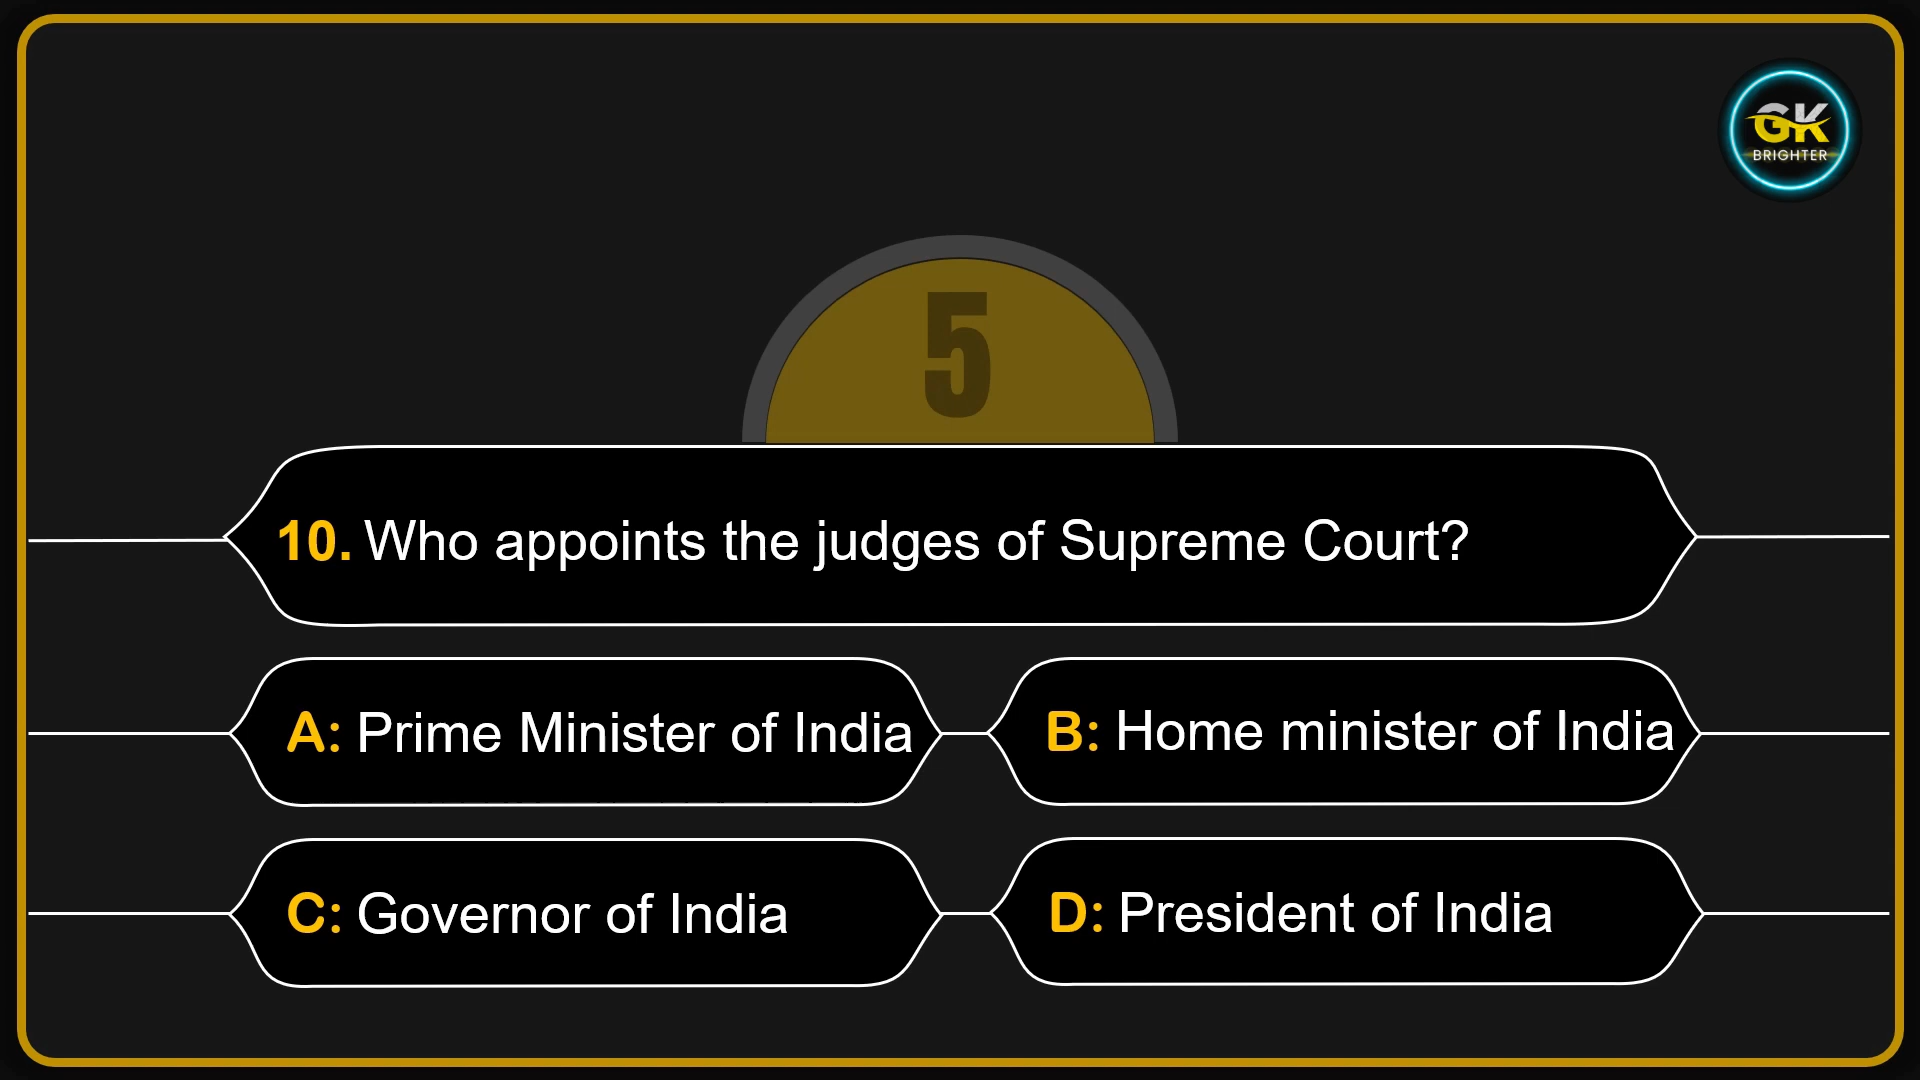 GK
BRIGHTER
5
10. Who appoints the judges of Supreme Court?
A: Prime Minister of India
B: Home minister of India
C: Governor of India
D: President of India